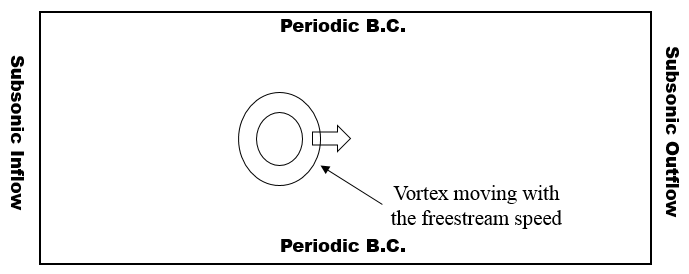 Periodic B.C.
Subsonic Inflow
Subsonic Outflow
Vortex moving with
the freestream speed
Periodic B.C.